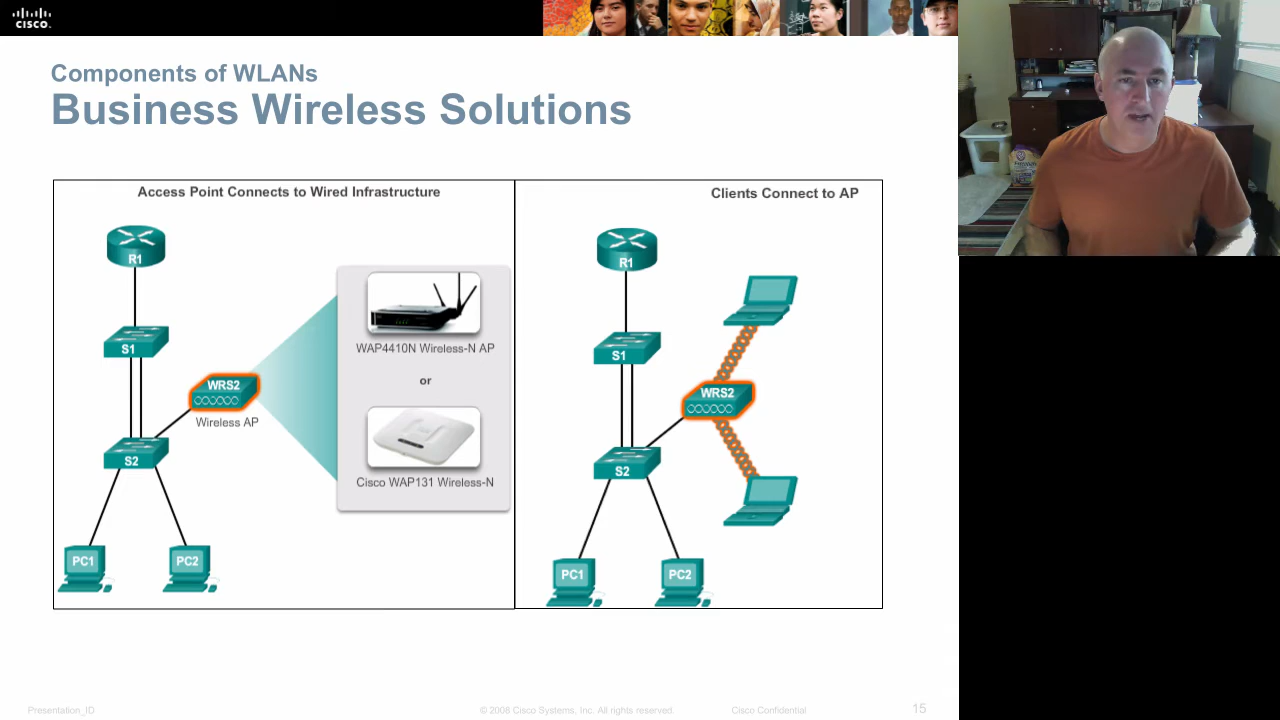 CISCO.
Components of WLANs
Business Wireless Solutions
Access Point Connects to Wired Infrastructure
R1
S1
WRS2
Wireless AP
S2
PC1
PC2
WAP4410N Wireless-N AP
or
Cisco WAP131 Wireless-N
Clients Connect to AP
R1
S1
WRS2
S2
PC1
PC2
Presentation_ID
© 2008 Cisco Systems, Inc. All rights reserved.
Cisco Confidential
15